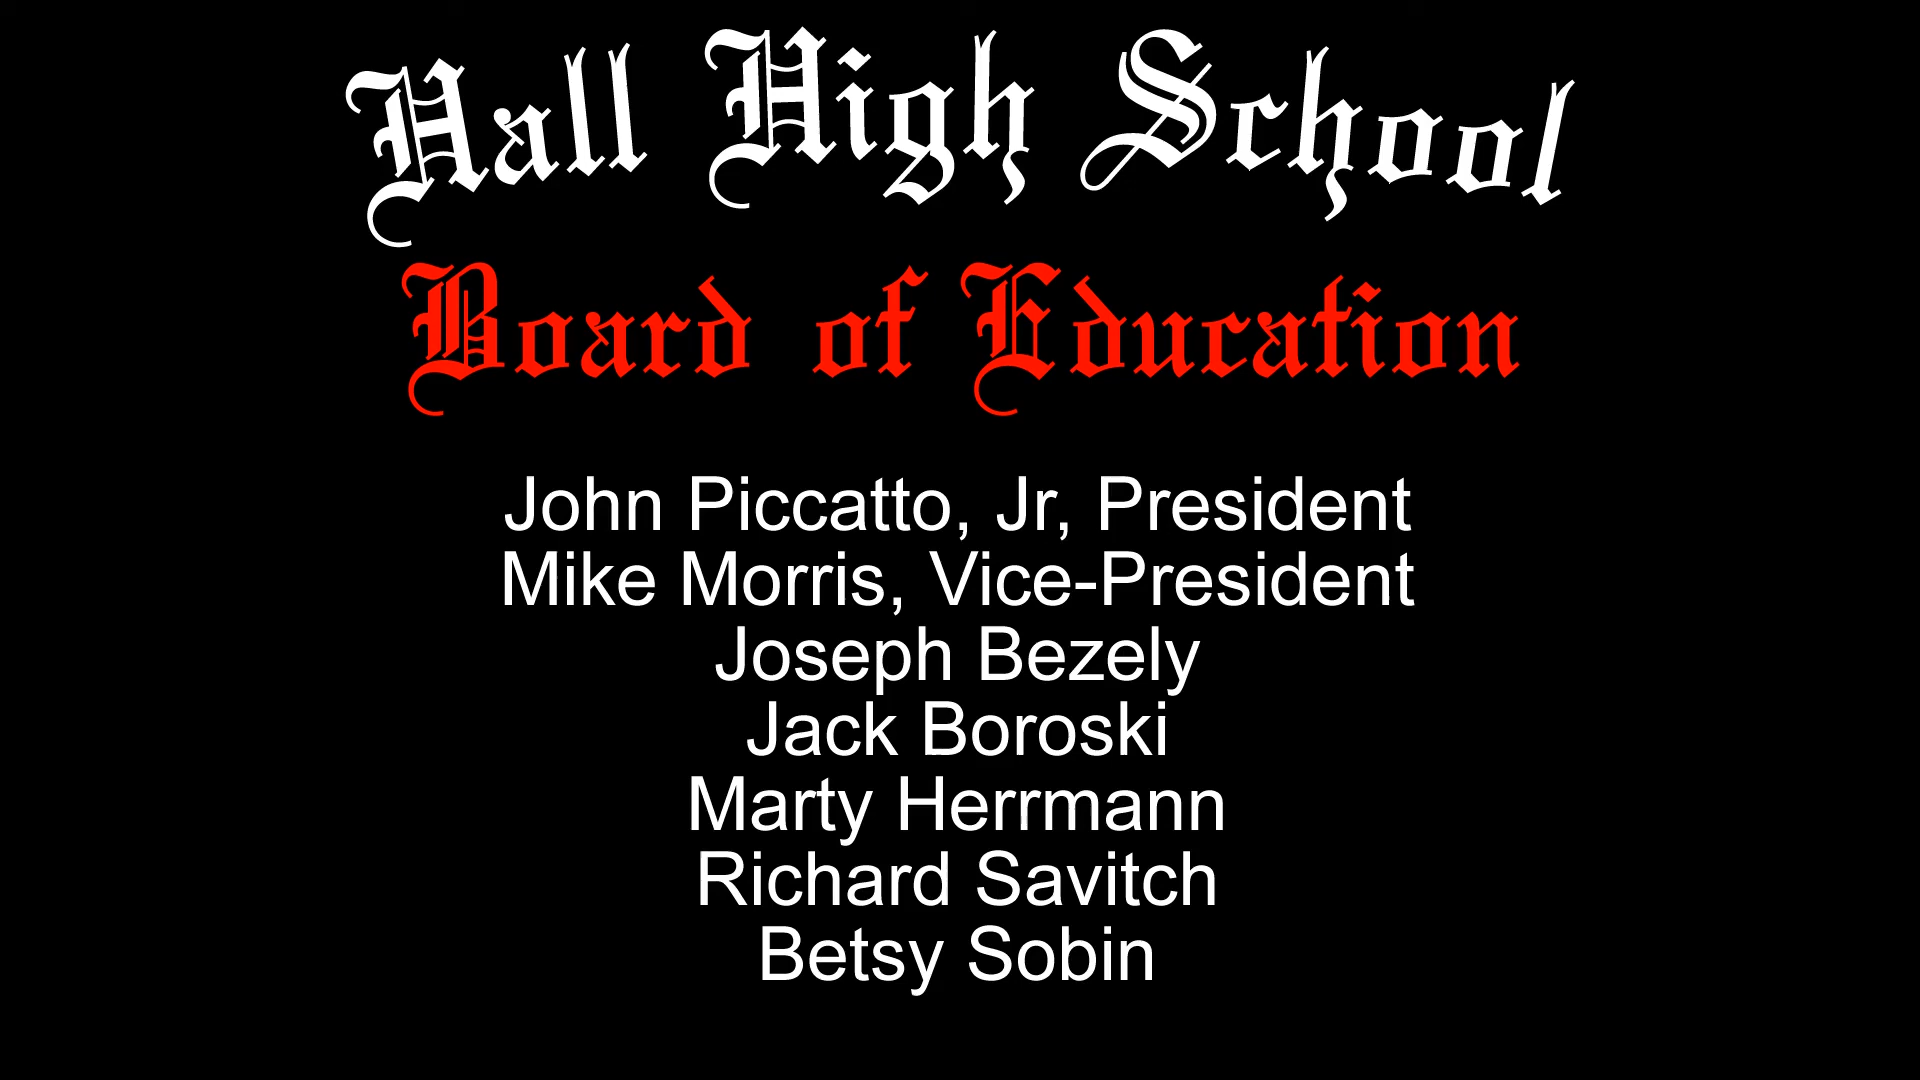 Hall High School
Board of Education
John Piccatto, Jr, President
Mike Morris, Vice-President
Joseph Bezely
Jack Boroski
Marty Herrmann
Richard Savitch
Betsy Sobin